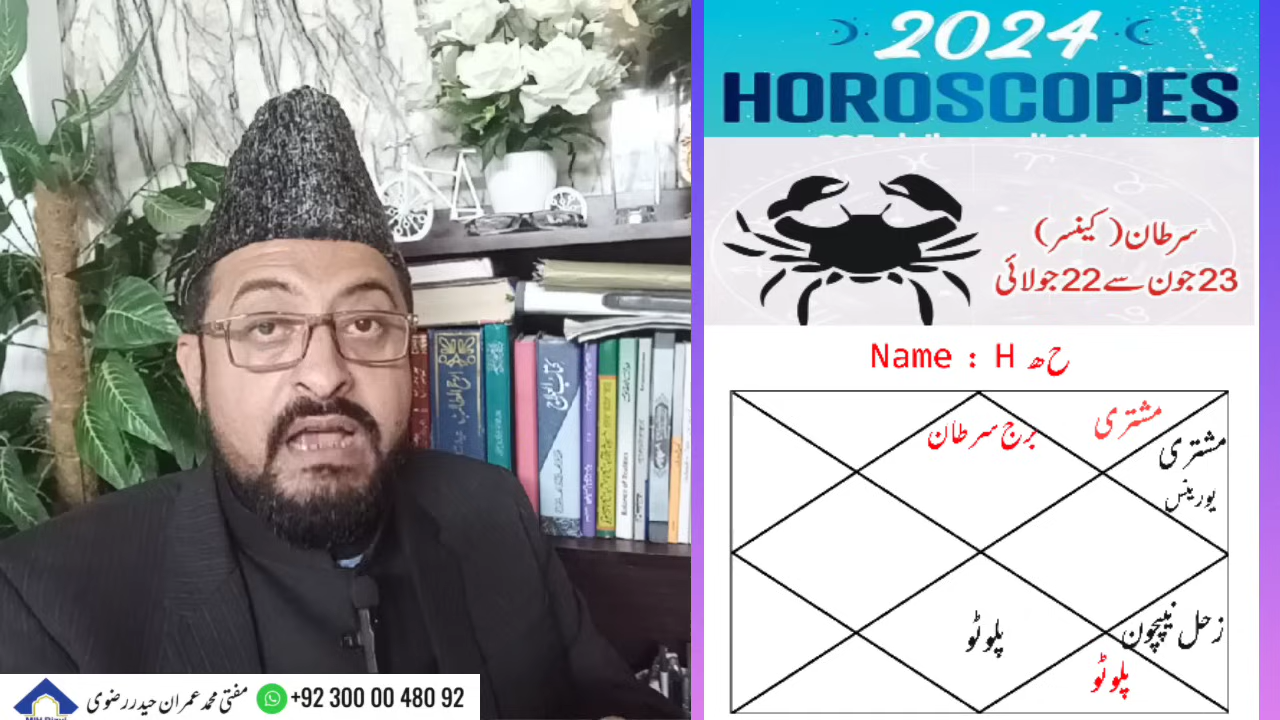 2024
HOROSCOPES
سرطان (کینسر)
23 جون سے 22 جولائی
Name : H ح ھ
برج سرطان
مشتری
مشتری
یورینس
زحل نیپچون
پلوٹو
پلوٹو
مفتی محمد عمران حیدر رضوی
+92 300 00 480 92